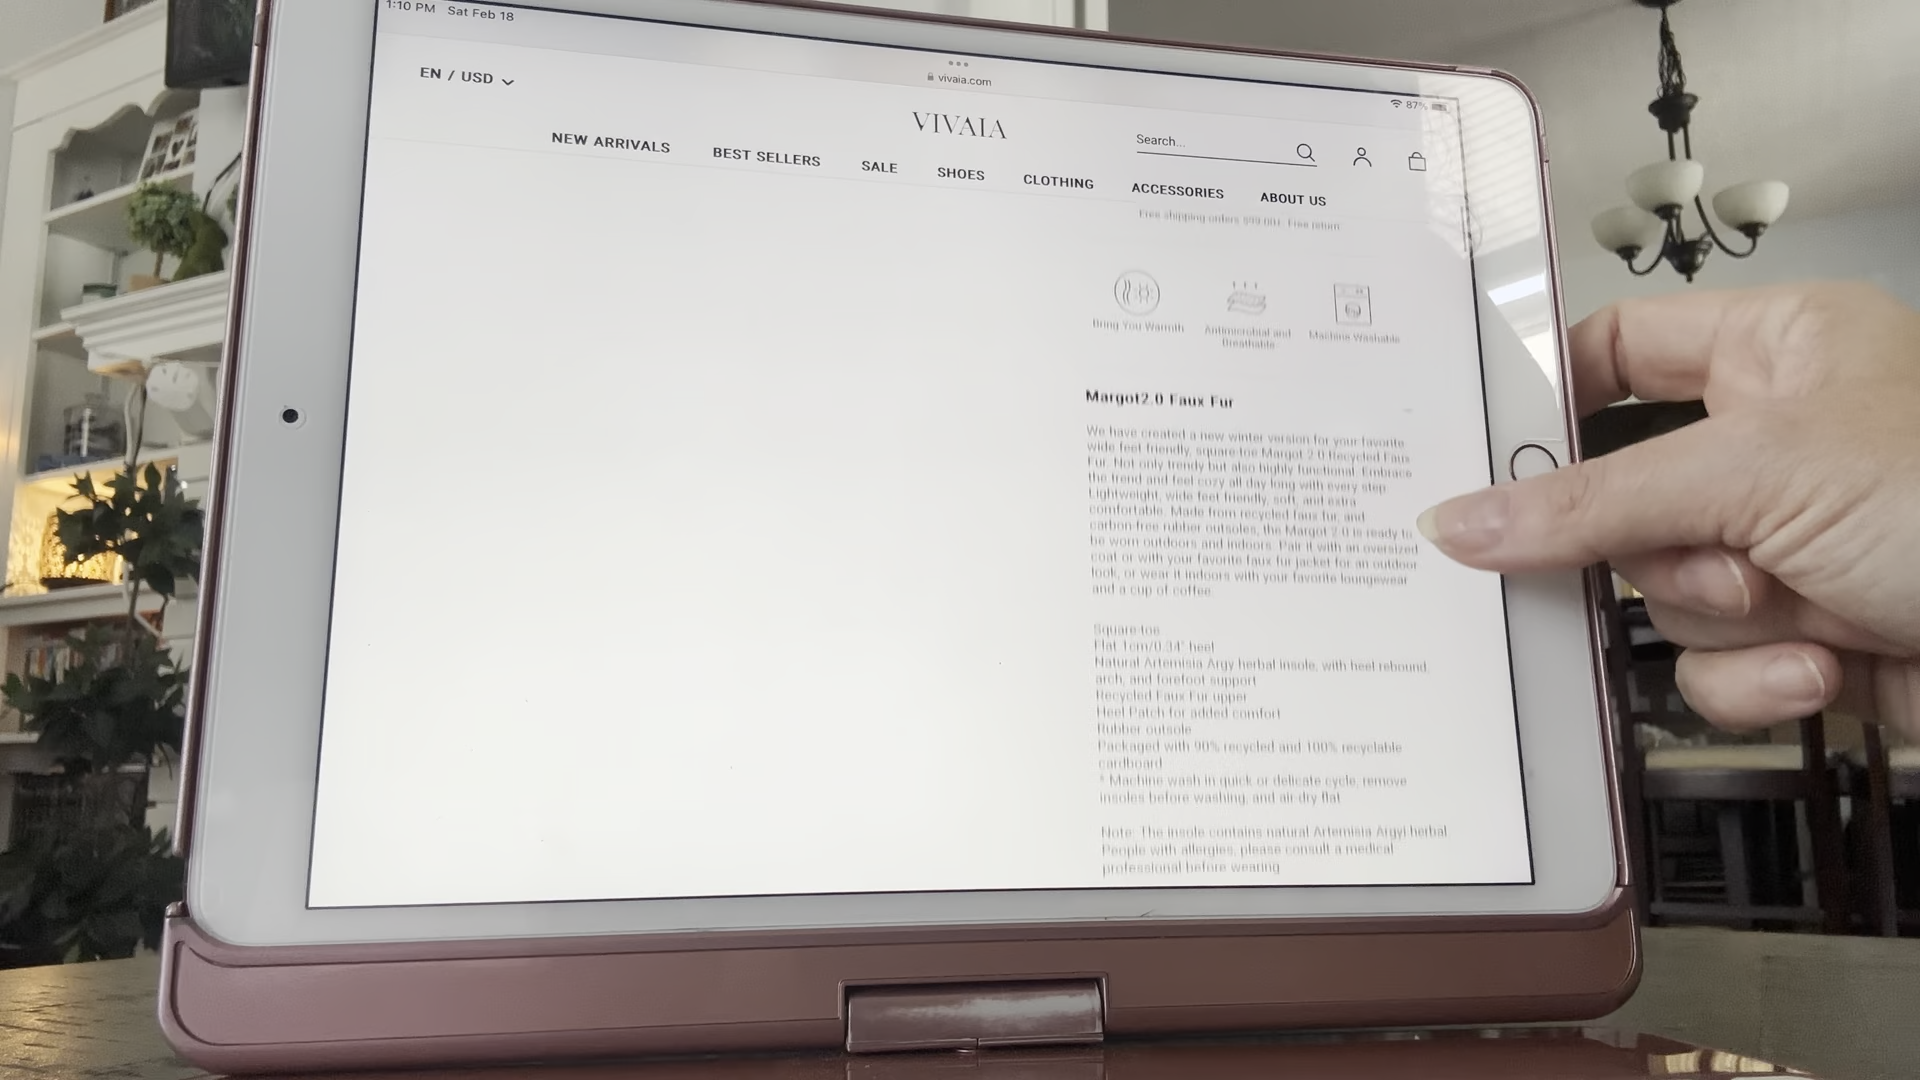 1:10 PM Sat Feb 18
vivaia.com
87%
EN / USD
VIVAIA
Search...
NEW ARRIVALS BEST SELLERS SALE SHOES CLOTHING ACCESSORIES ABOUT US
Free shipping orders $99.00+. Free return
Bring You Warmth
Antimicrobial and
Breathable
Machine Washable
Margot2.0 Faux Fur
We have created a new winter version for your favorite
wide feet friendly, square-toe Margot 2.0 Recycled Faux
Fur. Not only trendy but also highly functional. Embrace
the trend and feel cozy all day long with every step.
Lightweight, wide feet friendly, soft, and extra
comfortable. Made from recycled faux fur, and
carbon-free rubber outsoles, the Margot 2.0 is ready to
be worn outdoors and indoors. Pair it with an oversized
coat or with your favorite faux fur jacket for an outdoor
look, or wear it indoors with your favorite loungewear
and a cup of coffee.
Square-toe
Flat 1cm/0.34" heel
Natural Artemisia Argy herbal insole, with heel rebound,
arch, and forefoot support
Recycled Faux Fur upper
Heel Patch for added comfort
Rubber outsole
Packaged with 90% recycled and 100% recyclable
cardboard
* Machine wash in quick or delicate cycle, remove
insoles before washing, and air-dry flat
Note: The insole contains natural Artemisia Argyi herbal
People with allergies, please consult a medical
professional before wearing